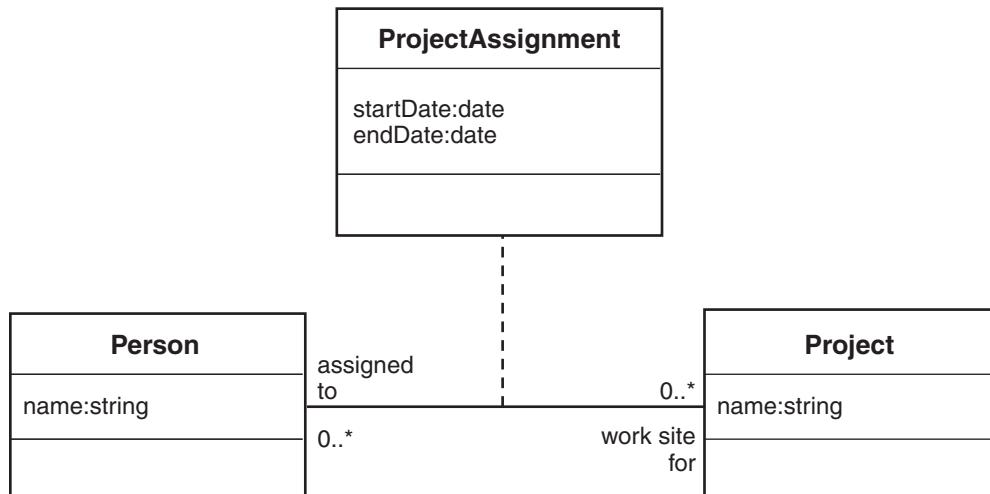 ProjectAssignment
startDate:date
endDate:date
Person
name:string
assigned
to
0..*
0..*
work site
for
Project
name:string